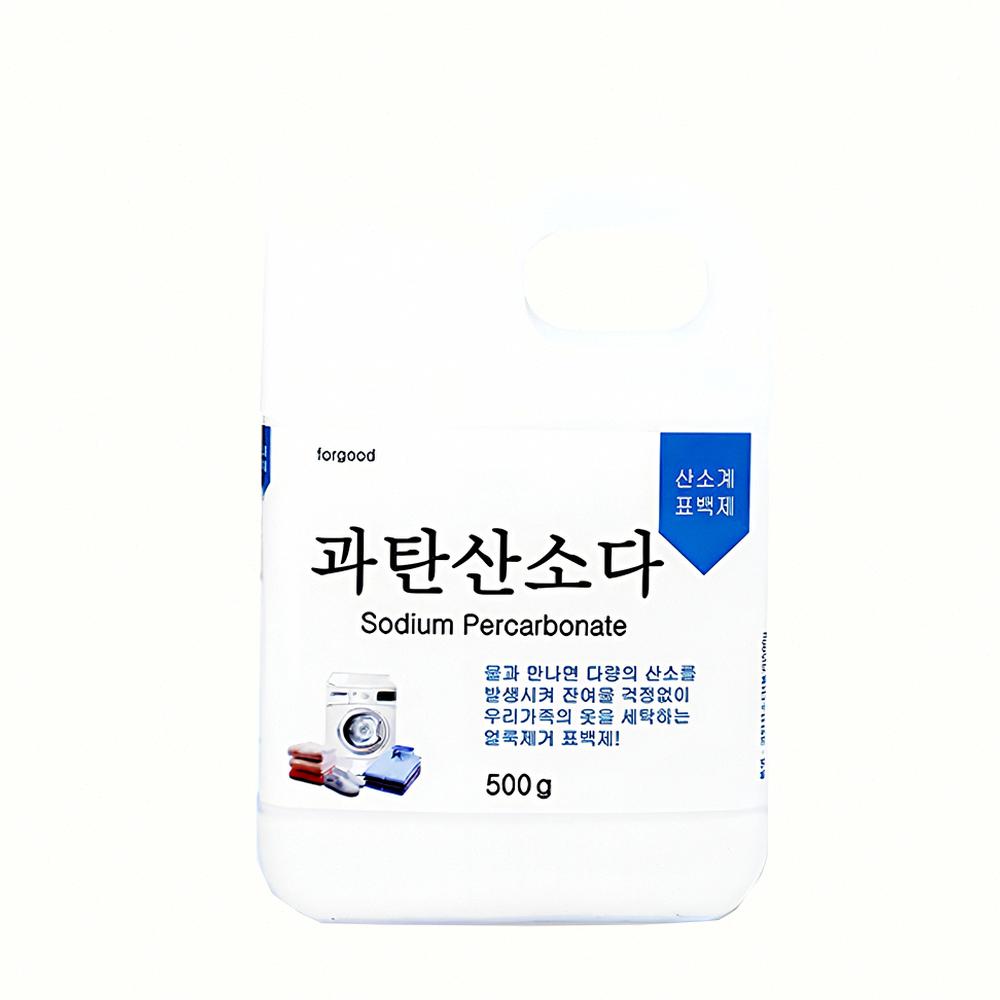 forgood
산소계
표백제
과탄산소다
Sodium Percarbonate
물과 만나면 다량의 산소를
발생시켜 잔여물 걱정없이
우리가족의 옷을 세탁하는
얼룩제거 표백제!
500g